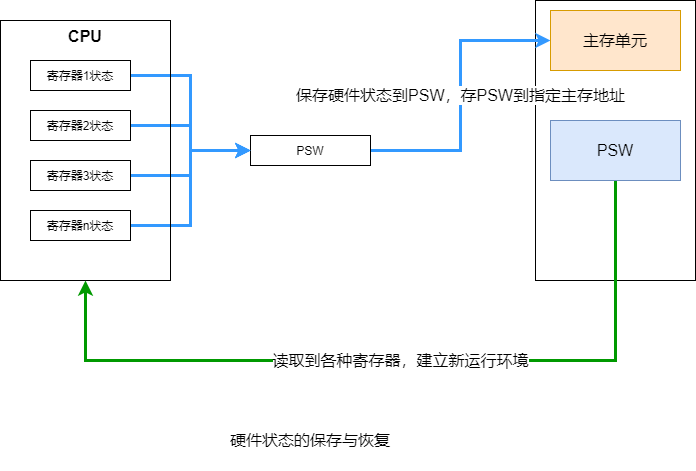 CPU
寄存器1状态
寄存器2状态
寄存器3状态
寄存器n状态
PSW
主存单元
保存硬件状态到PSW，存PSW到指定主存地址
PSW
读取到各种寄存器，建立新运行环境
硬件状态的保存与恢复